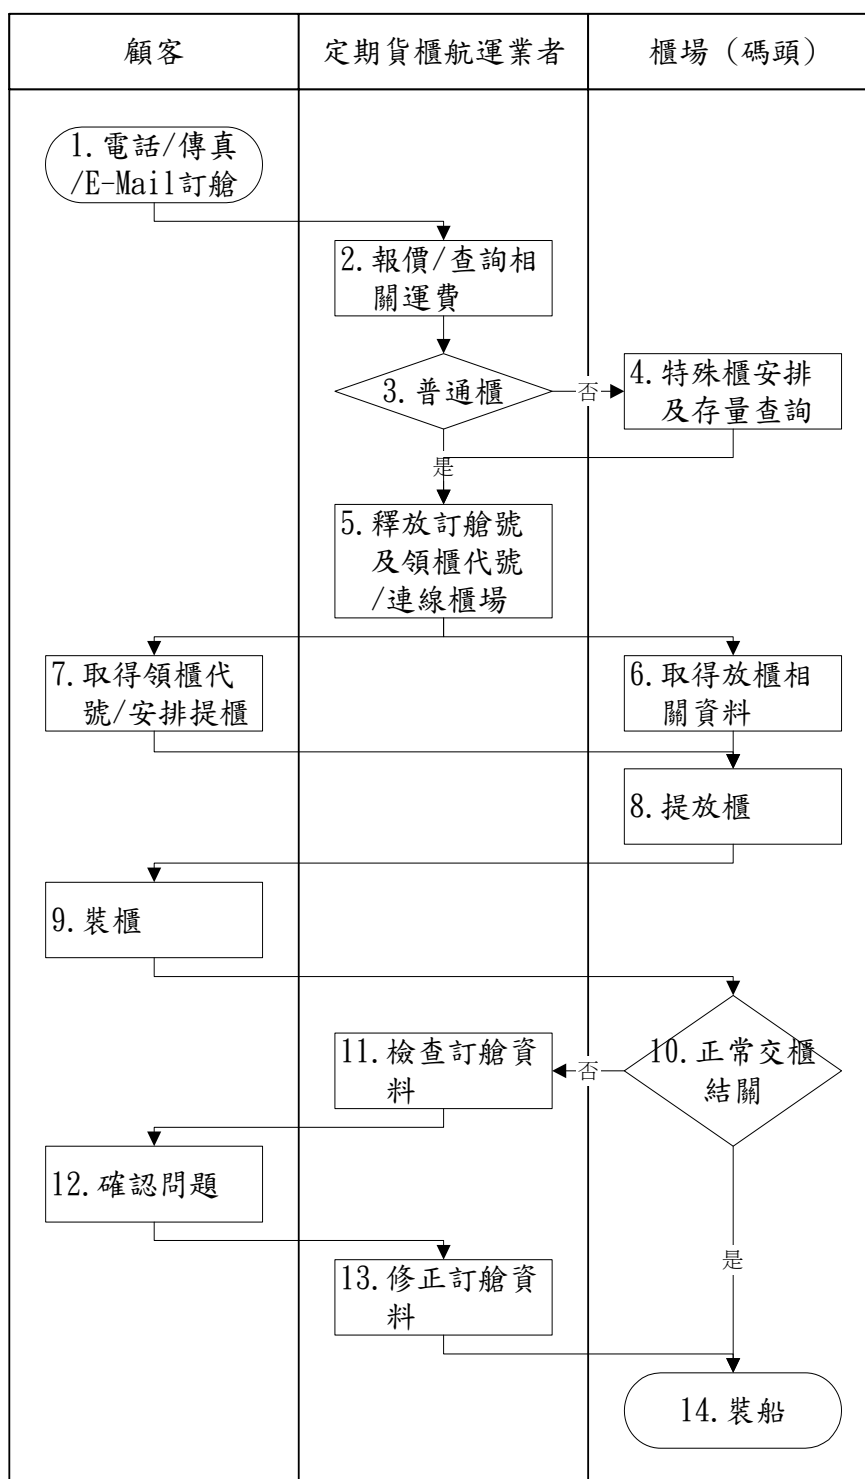 顧客
定期貨櫃航運業者
櫃場（碼頭）
1.電話/傳真
/E-Mail訂艙
2.報價/查詢相
關運費
3.普通櫃
否
4.特殊櫃安排
及存量查詢
是
5.釋放訂艙號
及領櫃代號
/連線櫃場
7.取得領櫃代
號/安排提櫃
6.取得放櫃相
關資料
8.提放櫃
9.裝櫃
10.正常交櫃
結關
否
11.檢查訂艙資
料
12.確認問題
是
13.修正訂艙資
料
14.裝船